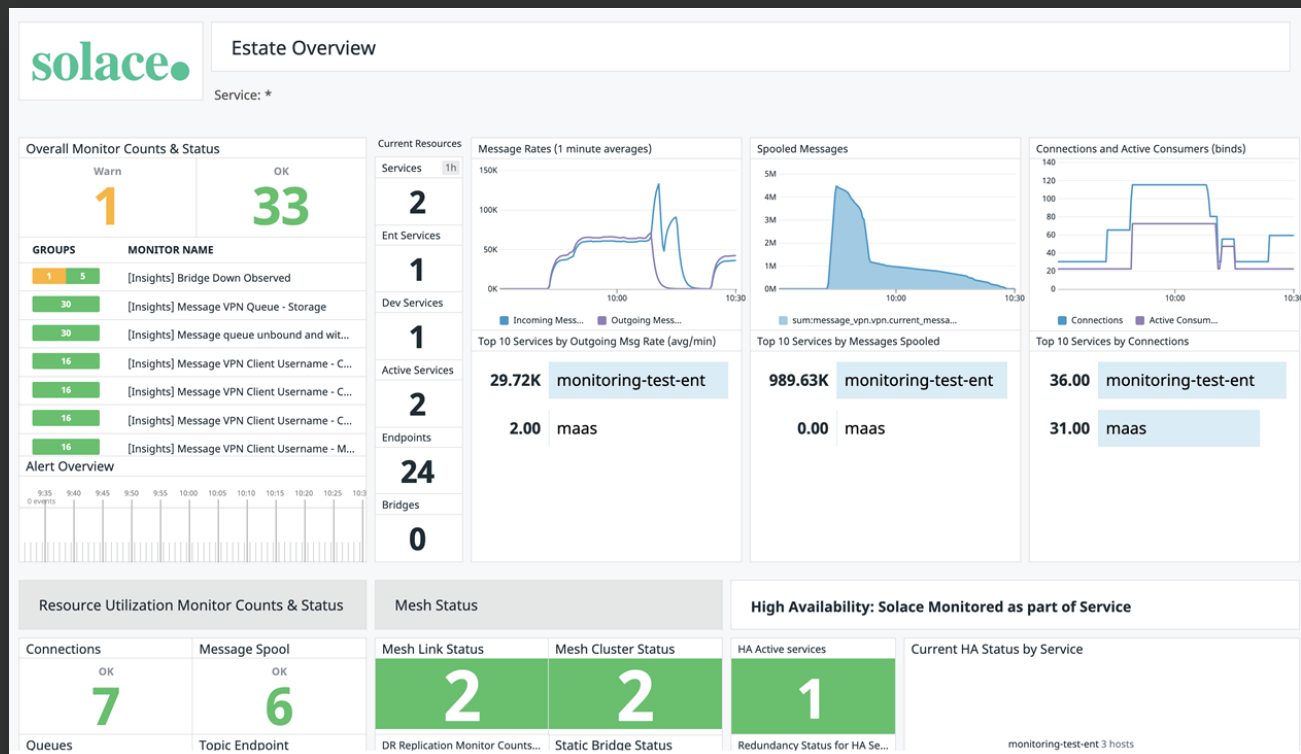 solace
Estate Overview
Service: *
Overall Monitor Counts & Status
Warn
1
OK
33
GROUPS MONITOR NAME
1 5 [Insights] Bridge Down Observed
30 [Insights] Message VPN Queue - Storage
30 [Insights] Message queue unbound and wit...
16 [Insights] Message VPN Client Username - C...
16 [Insights] Message VPN Client Username - C...
16 [Insights] Message VPN Client Username - C...
16 [Insights] Message VPN Client Username - M...
Alert Overview
9:35 9:40 9:45 9:50 9:55 10:00 10:05 10:10 10:15 10:20 10:25 10:3
0 events
Current Resources
Services 1h
2
Ent Services
1
Dev Services
1
Active Services
2
Endpoints
24
Bridges
0
Message Rates (1 minute averages)
150K
100K
50K
0K
10:00 10:30
Incoming Mess... Outgoing Mess...
Top 10 Services by Outgoing Msg Rate (avg/min)
29.72K monitoring-test-ent
2.00 maas
Spooled Messages
5M
4M
3M
2M
1M
0M
10:00 10:30
sum:message_vpn.vpn.current_messa...
Top 10 Services by Messages Spooled
989.63K monitoring-test-ent
0.00 maas
Connections and Active Consumers (binds)
140
120
100
80
60
40
20
0
10:00 10:30
Connections Active Consum...
Top 10 Services by Connections
36.00 monitoring-test-ent
31.00 maas
Resource Utilization Monitor Counts & Status
Connections
OK
7
Message Spool
OK
6
Queues
Topic Endpoint
Mesh Status
Mesh Link Status
2
Mesh Cluster Status
2
DR Replication Monitor Counts...
Static Bridge Status
High Availability: Solace Monitored as part of Service
HA Active services
1
Redundancy Status for HA Se...
Current HA Status by Service
monitoring-test-ent 3 hosts